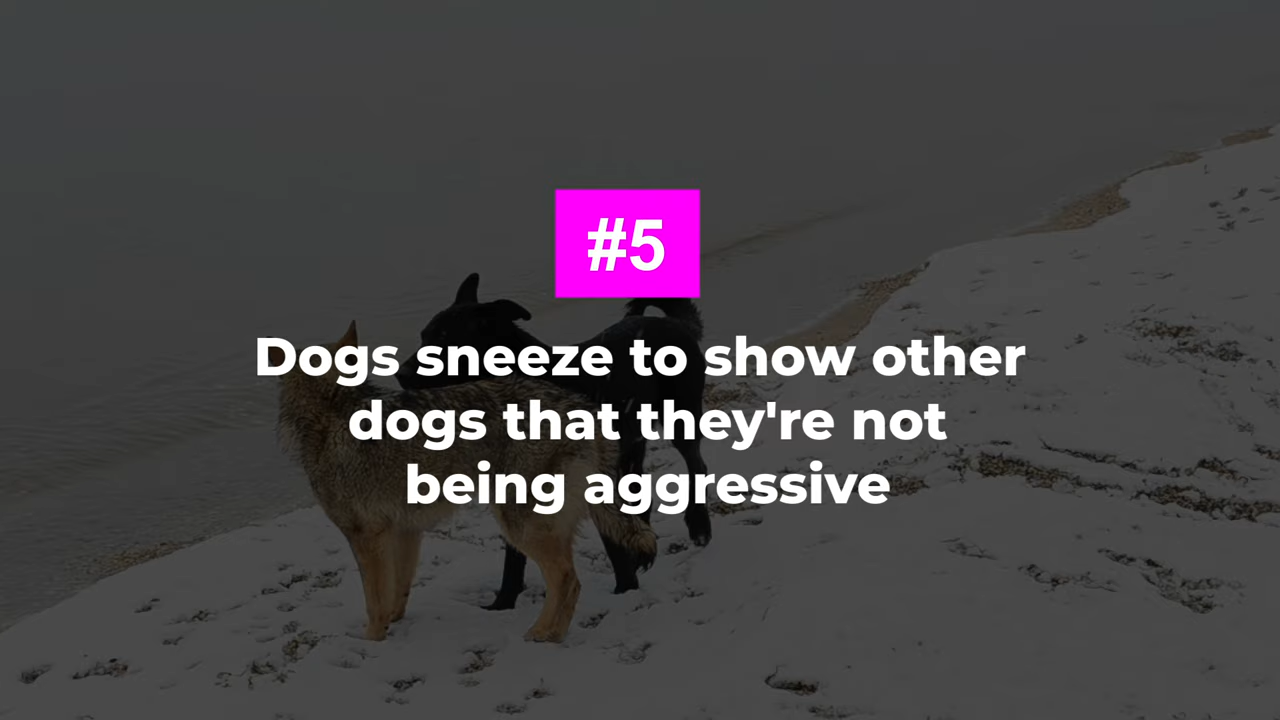 #5
Dogs sneeze to show other
dogs that they're not
being aggressive